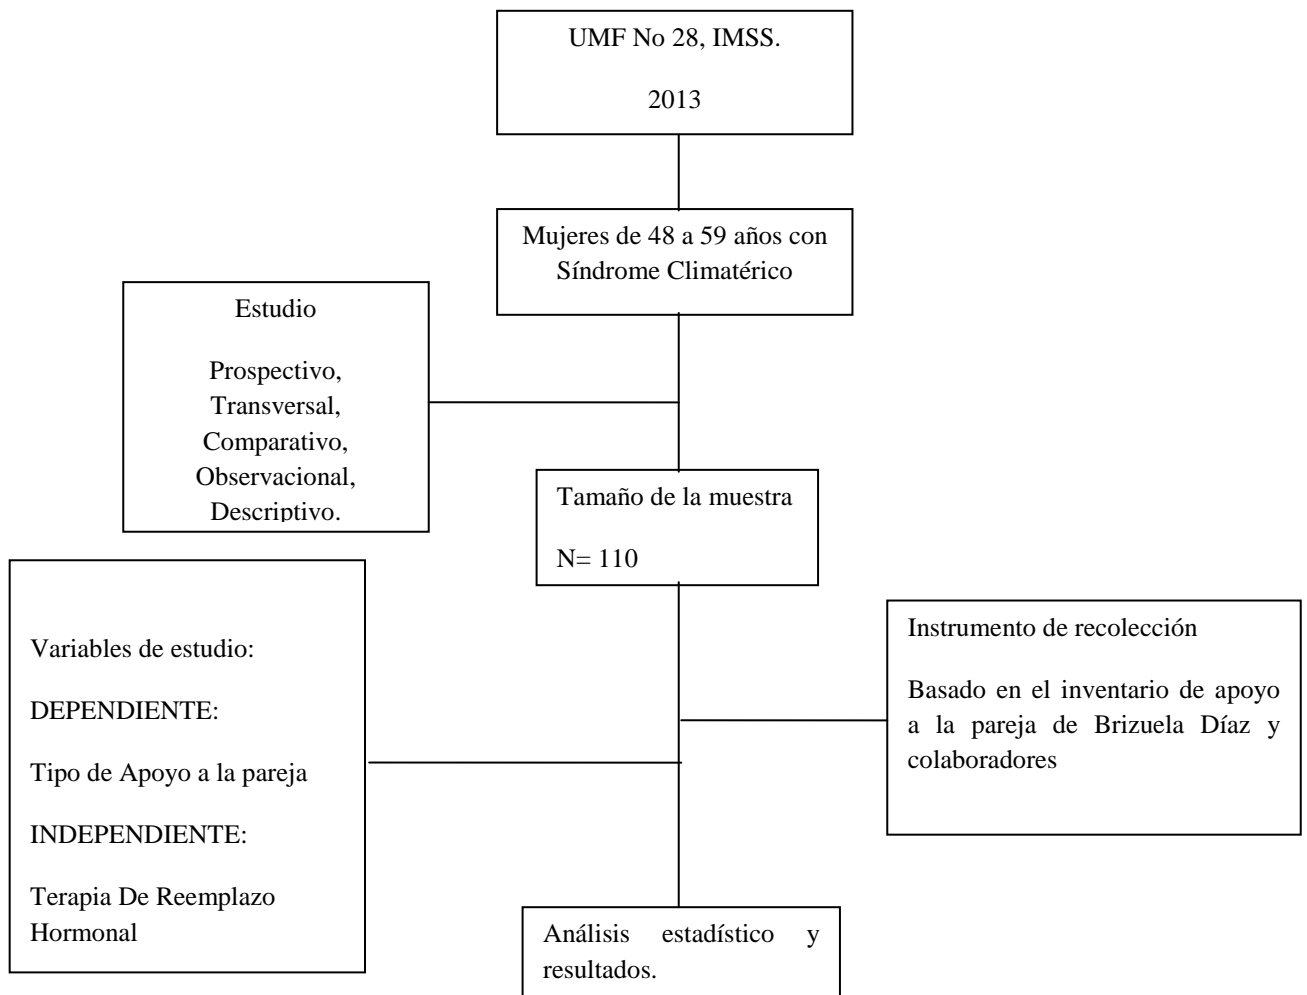 UMF No 28, IMSS.
2013
Mujeres de 48 a 59 años con
Síndrome Climatérico
Estudio
Prospectivo,
Transversal,
Comparativo,
Observacional,
Descriptivo.
Tamaño de la muestra
N= 110
Variables de estudio:
DEPENDIENTE:
Tipo de Apoyo a la pareja
INDEPENDIENTE:
Terapia De Reemplazo
Hormonal
Instrumento de recolección
Basado en el inventario de apoyo
a la pareja de Brizuela Díaz y
colaboradores
Análisis estadístico y
resultados.